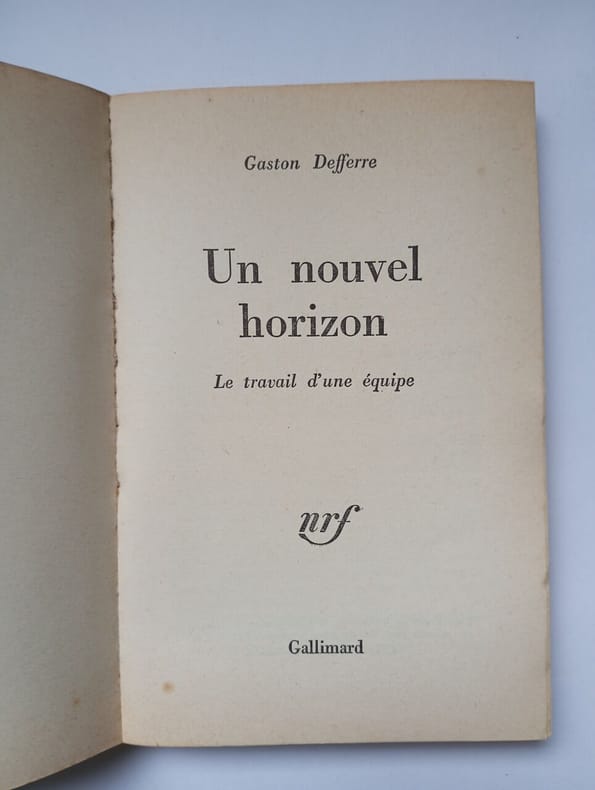 Gaston Defferre
Un nouvel
horizon
Le travail d'une équipe
nrf
Gallimard